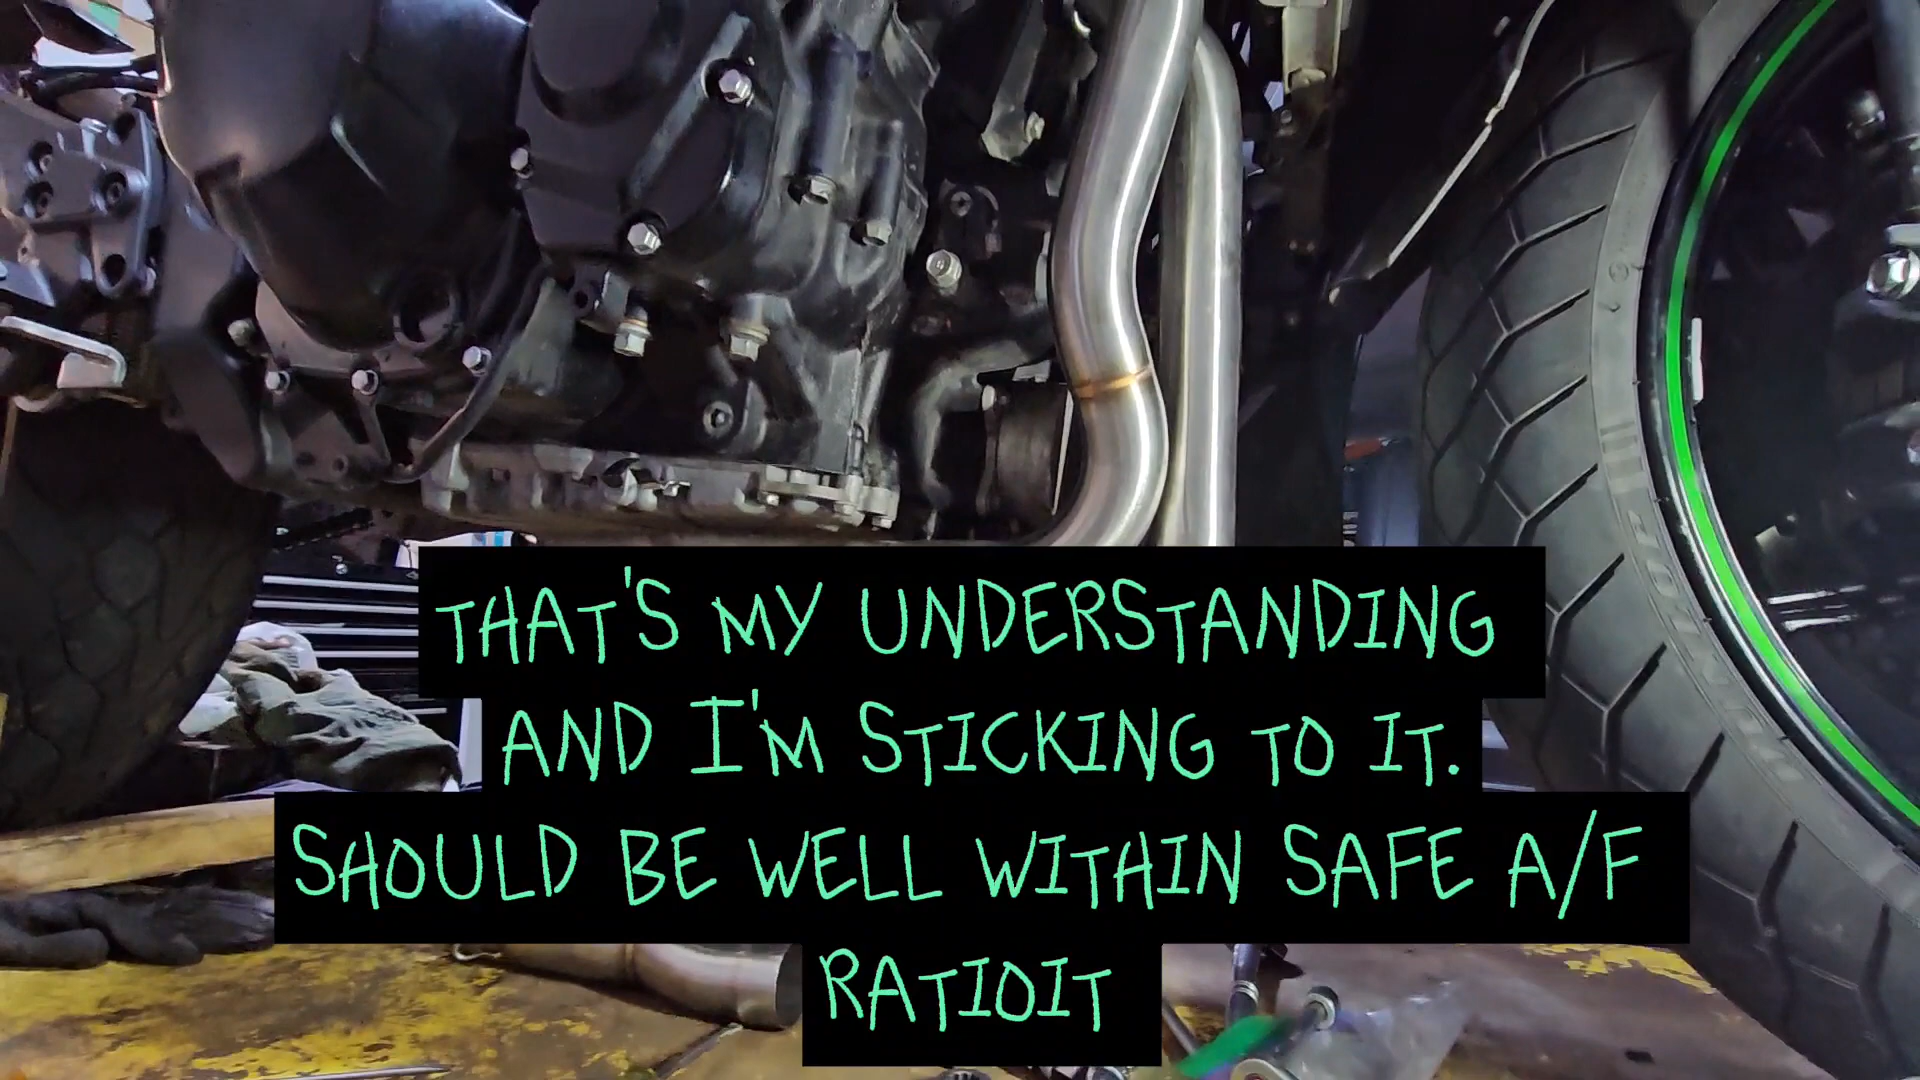 THAT'S MY UNDERSTANDING
AND I'M STICKING TO IT.
SHOULD BE WELL WITHIN SAFE A/F
RATIOIT